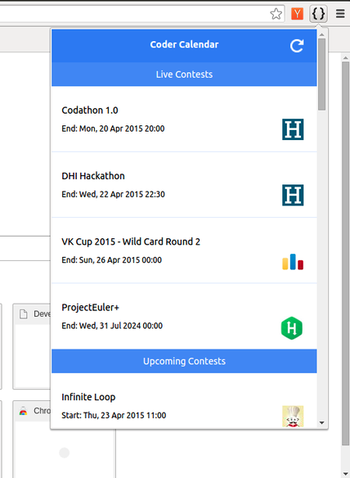 Y {}
Coder Calendar
Live Contests
Codathon 1.0
End: Mon, 20 Apr 2015 20:00
H
DHI Hackathon
End: Wed, 22 Apr 2015 22:30
H
VK Cup 2015 - Wild Card Round 2
End: Sun, 26 Apr 2015 00:00
ProjectEuler+
End: Wed, 31 Jul 2024 00:00
H
Deve
Upcoming Contests
Infinite Loop
Start: Thu, 23 Apr 2015 11:00
Chro